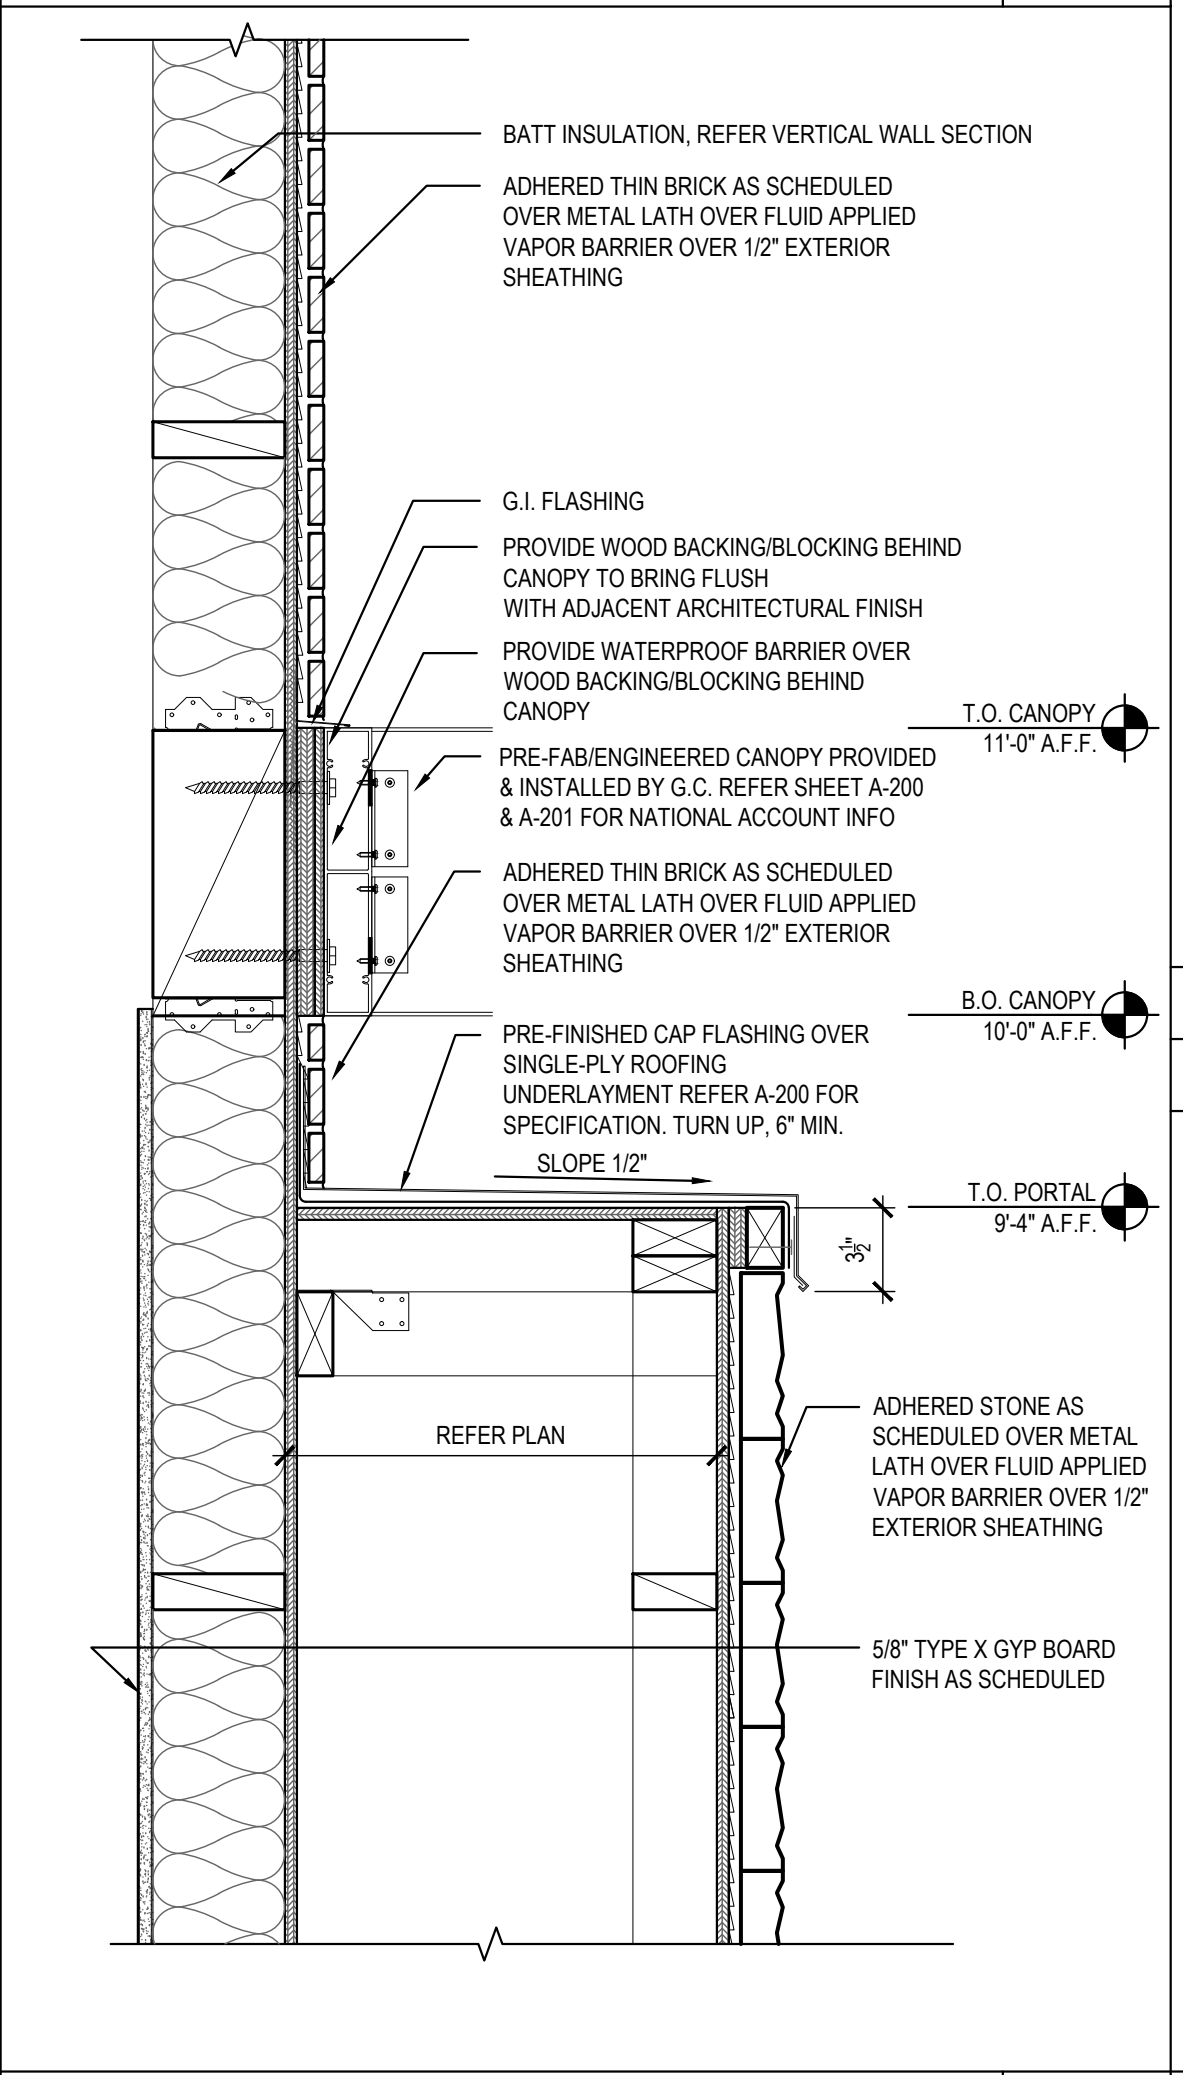 BATT INSULATION, REFER VERTICAL WALL SECTION
ADHERED THIN BRICK AS SCHEDULED
OVER METAL LATH OVER FLUID APPLIED
VAPOR BARRIER OVER 1/2" EXTERIOR
SHEATHING
G.I. FLASHING
PROVIDE WOOD BACKING/BLOCKING BEHIND
CANOPY TO BRING FLUSH
WITH ADJACENT ARCHITECTURAL FINISH
PROVIDE WATERPROOF BARRIER OVER
WOOD BACKING/BLOCKING BEHIND
CANOPY
T.O. CANOPY
11'-0" A.F.F.
PRE-FAB/ENGINEERED CANOPY PROVIDED
& INSTALLED BY G.C. REFER SHEET A-200
& A-201 FOR NATIONAL ACCOUNT INFO
ADHERED THIN BRICK AS SCHEDULED
OVER METAL LATH OVER FLUID APPLIED
VAPOR BARRIER OVER 1/2" EXTERIOR
SHEATHING
B.O. CANOPY
10'-0" A.F.F.
PRE-FINISHED CAP FLASHING OVER
SINGLE-PLY ROOFING
UNDERLAYMENT REFER A-200 FOR
SPECIFICATION. TURN UP, 6" MIN.
SLOPE 1/2"
T.O. PORTAL
9'-4" A.F.F.
3 1/2"
ADHERED STONE AS
SCHEDULED OVER METAL
LATH OVER FLUID APPLIED
VAPOR BARRIER OVER 1/2"
EXTERIOR SHEATHING
REFER PLAN
5/8" TYPE X GYP BOARD
FINISH AS SCHEDULED